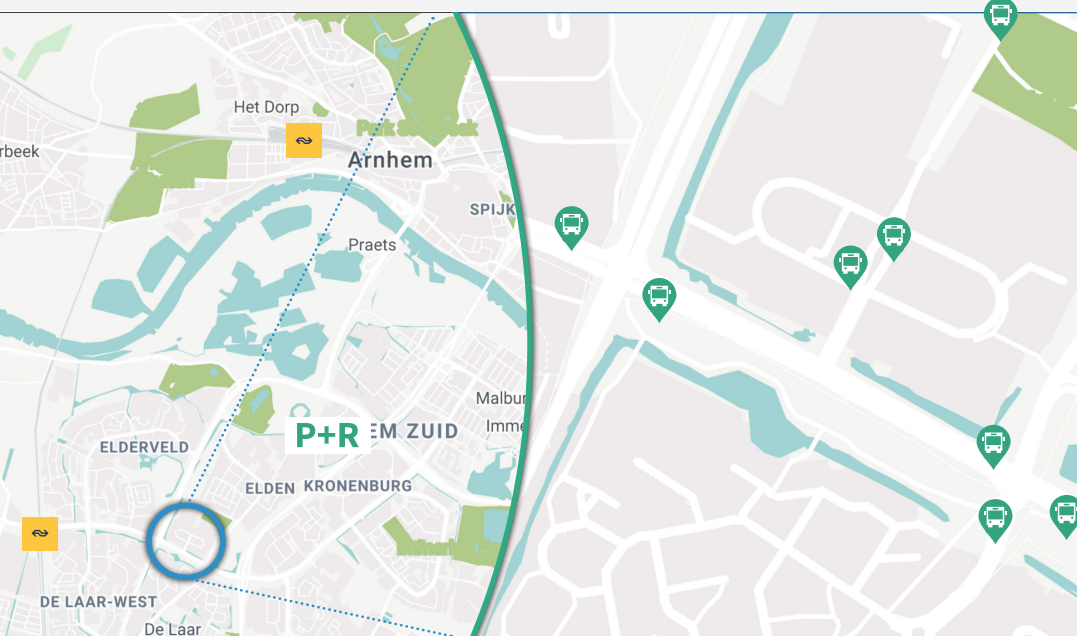 Het Dorp
rbeek
Arnhem
SPIJK
Praets
Malbur
Imme
P+R
EM ZUID
ELDERVELD
ELDEN
KRONENBURG
DE LAAR-WEST
De Laar